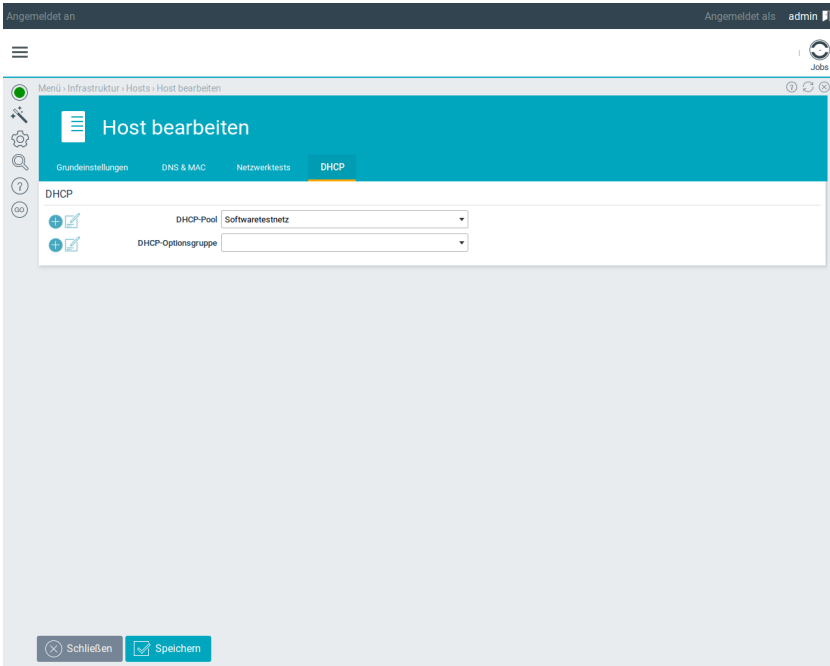 Angemeldet an
Angemeldet als admin
Jobs
Menü › Infrastruktur › Hosts › Host bearbeiten
Host bearbeiten
Grundeinstellungen DNS & MAC Netzwerktests DHCP
DHCP
DHCP-Pool Softwaretestnetz
DHCP-Optionsgruppe
GO
Schließen Speichern